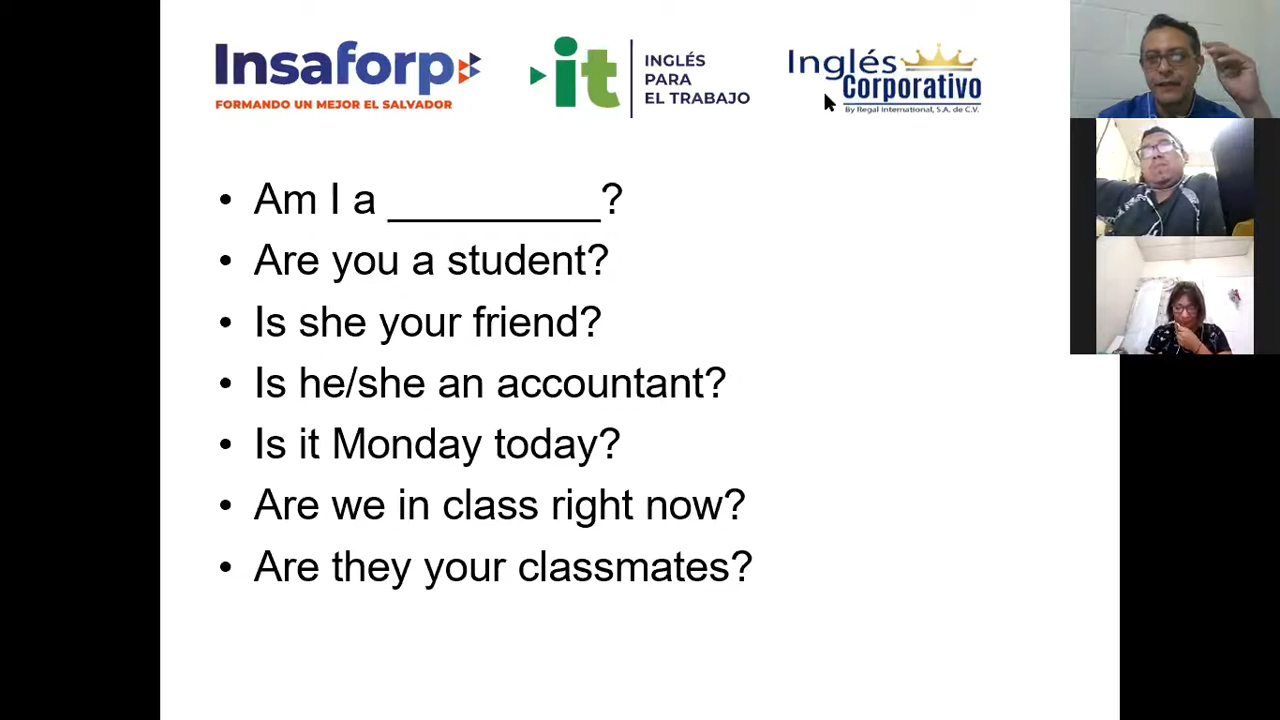 Insaforp
FORMANDO UN MEJOR EL SALVADOR
it
INGLÉS
PARA
EL TRABAJO
Inglés
Corporativo
By Regal International, S.A. de C.V.
• Am I a _________?
• Are you a student?
• Is she your friend?
• Is he/she an accountant?
• Is it Monday today?
• Are we in class right now?
• Are they your classmates?